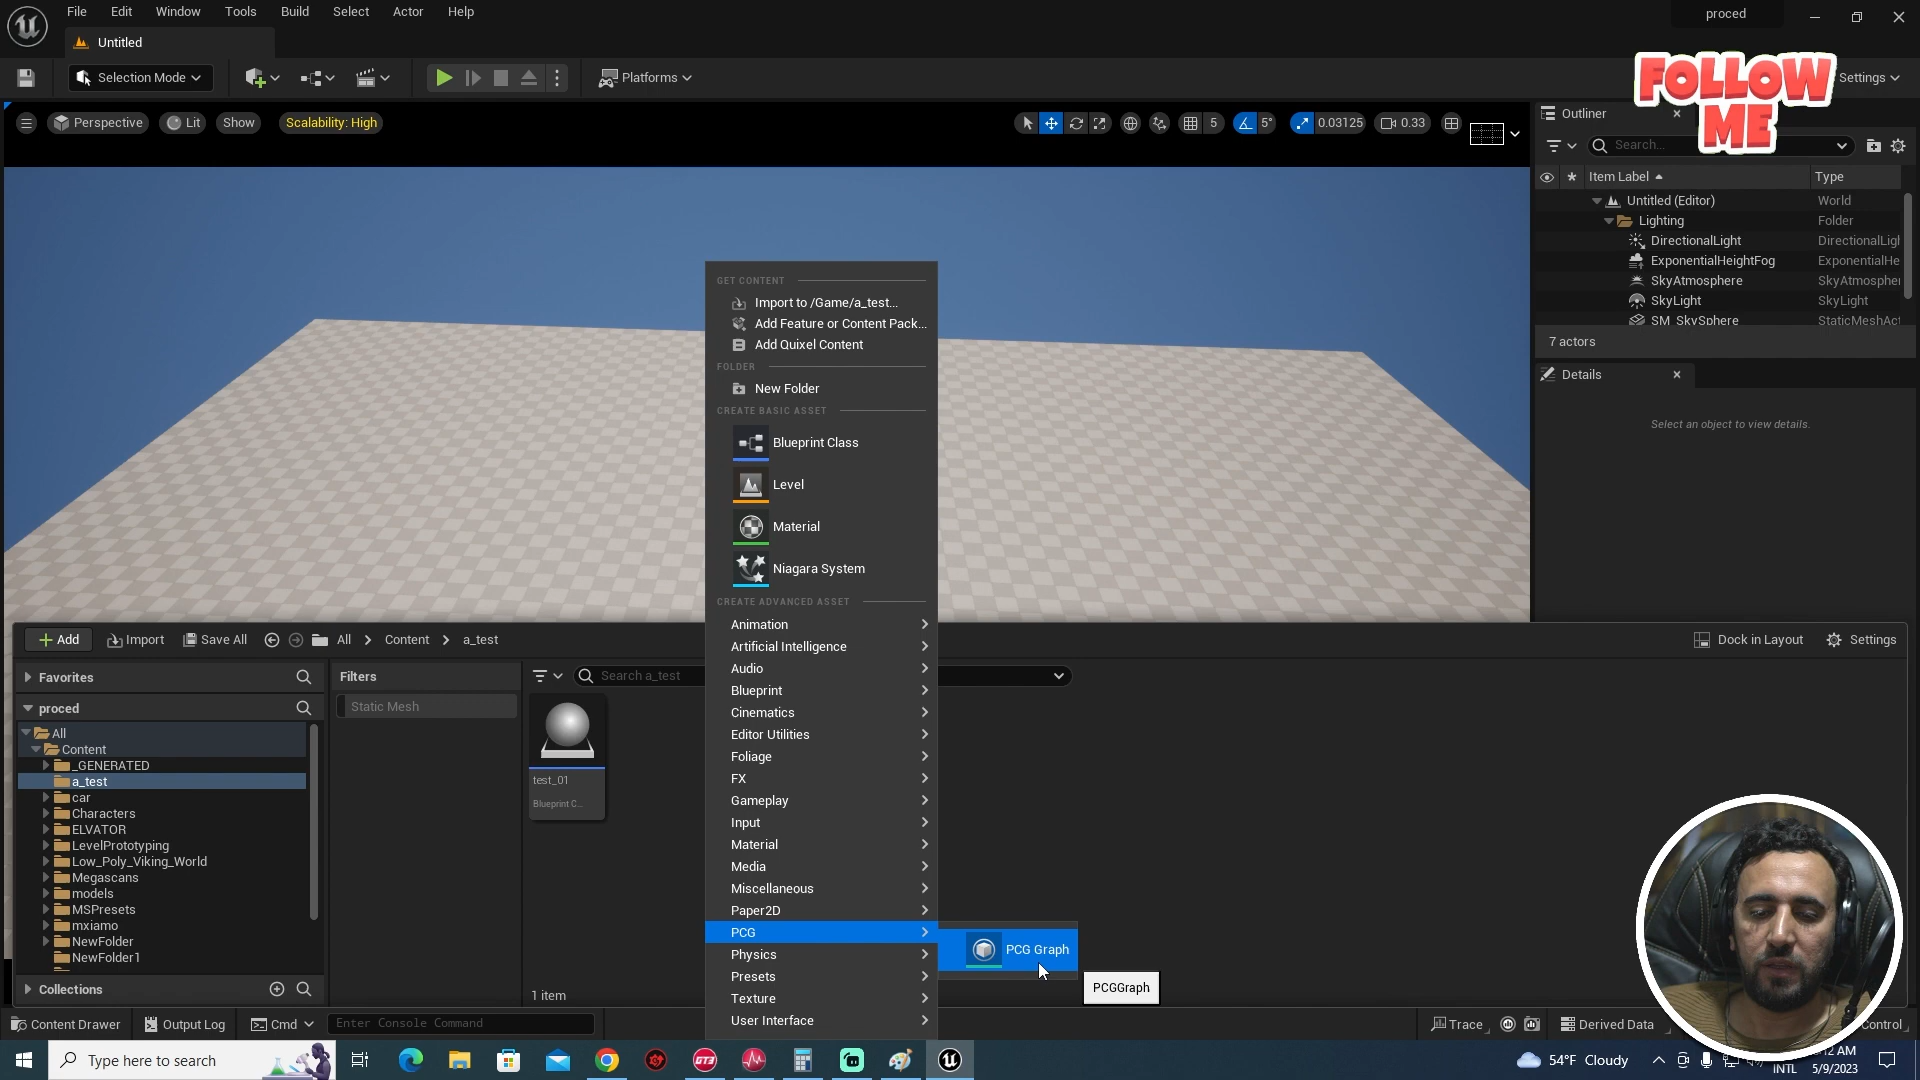 File Edit Window Tools Build Select Actor Help
proced
Untitled
Selection Mode
Platforms
Settings
FOLLOW
ME
Perspective
Lit
Show
Scalability: High
5
5°
0.03125
0.33
Outliner
Search...
Item Label
Type
Untitled (Editor) World
Lighting Folder
DirectionalLight DirectionalLigh
ExponentialHeightFog ExponentialHe
SkyAtmosphere SkyAtmospher
SkyLight SkyLight
SM_SkySphere StaticMeshAct
7 actors
Details
Select an object to view details.
GET CONTENT
Import to /Game/a_test...
Add Feature or Content Pack...
Add Quixel Content
FOLDER
New Folder
CREATE BASIC ASSET
Blueprint Class
Level
Material
Niagara System
CREATE ADVANCED ASSET
Animation
Artificial Intelligence
Audio
Blueprint
Cinematics
Editor Utilities
Foliage
FX
Gameplay
Input
Material
Media
Miscellaneous
Paper2D
PCG
Physics
Presets
Texture
User Interface
PCG Graph
PCGGraph
Add
Import
Save All
All
Content
a_test
Dock in Layout
Settings
Favorites
proced
All
Content
_GENERATED
a_test
car
Characters
ELVATOR
LevelPrototyping
Low_Poly_Viking_World
Megascans
models
MSPresets
mxiamo
NewFolder
NewFolder1
Collections
Filters
Static Mesh
Search a_test
test_01
Blueprint C...
1 item
Content Drawer
Output Log
Cmd
Enter Console Command
Trace
Derived Data
Control
Type here to search
GT3
54°F Cloudy
INTL
12 AM
5/9/2023